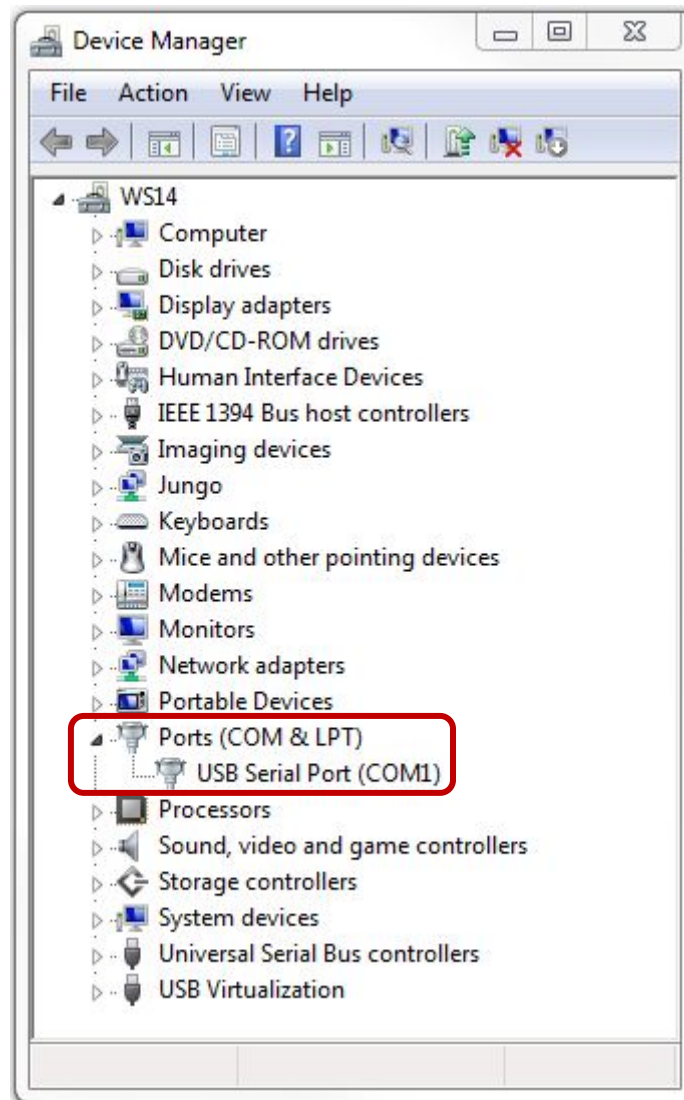 Device Manager
File Action View Help
WS14
Computer
Disk drives
Display adapters
DVD/CD-ROM drives
Human Interface Devices
IEEE 1394 Bus host controllers
Imaging devices
Jungo
Keyboards
Mice and other pointing devices
Modems
Monitors
Network adapters
Portable Devices
Ports (COM & LPT)
USB Serial Port (COM1)
Processors
Sound, video and game controllers
Storage controllers
System devices
Universal Serial Bus controllers
USB Virtualization